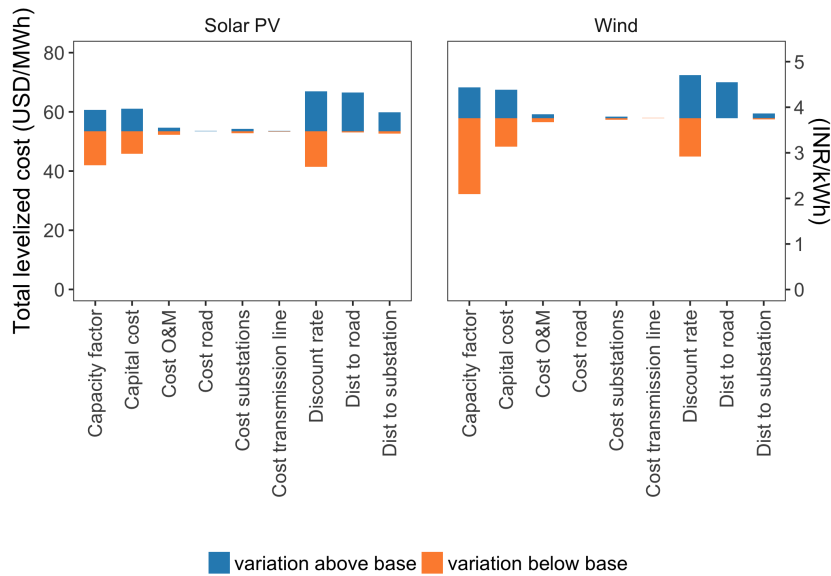 Solar PV
Wind
Total levelized cost (USD/MWh)
80
60
40
20
0
5
4
3
2
1
0
(INR/kWh)
Capacity factor
Capital cost
Cost O&M
Cost road
Cost substations
Cost transmission line
Discount rate
Dist to road
Dist to substation
Capacity factor
Capital cost
Cost O&M
Cost road
Cost substations
Cost transmission line
Discount rate
Dist to road
Dist to substation
variation above base
variation below base